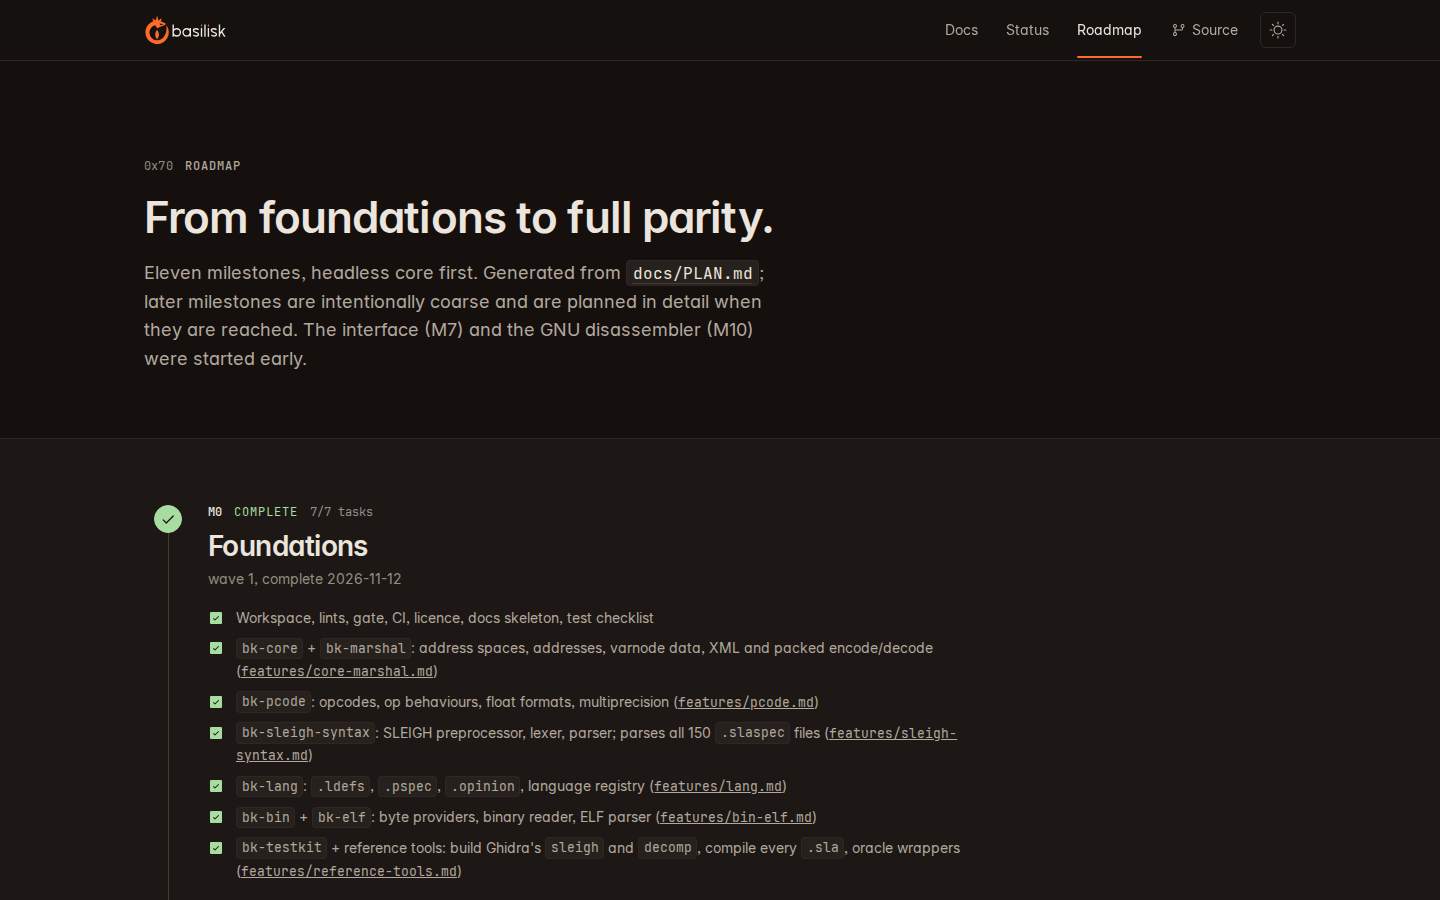 basilisk
Docs Status Roadmap Source
0x70 ROADMAP
From foundations to full parity.
Eleven milestones, headless core first. Generated from docs/PLAN.md;
later milestones are intentionally coarse and are planned in detail when
they are reached. The interface (M7) and the GNU disassembler (M10)
were started early.
M0 COMPLETE 7/7 tasks
Foundations
wave 1, complete 2026-11-12
Workspace, lints, gate, CI, licence, docs skeleton, test checklist
bk-core + bk-marshal: address spaces, addresses, varnode data, XML and packed encode/decode
(features/core-marshal.md)
bk-pcode: opcodes, op behaviours, float formats, multiprecision (features/pcode.md)
bk-sleigh-syntax: SLEIGH preprocessor, lexer, parser; parses all 150 .slaspec files (features/sleigh-
syntax.md)
bk-lang: .ldefs, .pspec, .opinion, language registry (features/lang.md)
bk-bin + bk-elf: byte providers, binary reader, ELF parser (features/bin-elf.md)
bk-testkit + reference tools: build Ghidra's sleigh and decomp, compile every .sla, oracle wrappers
(features/reference-tools.md)